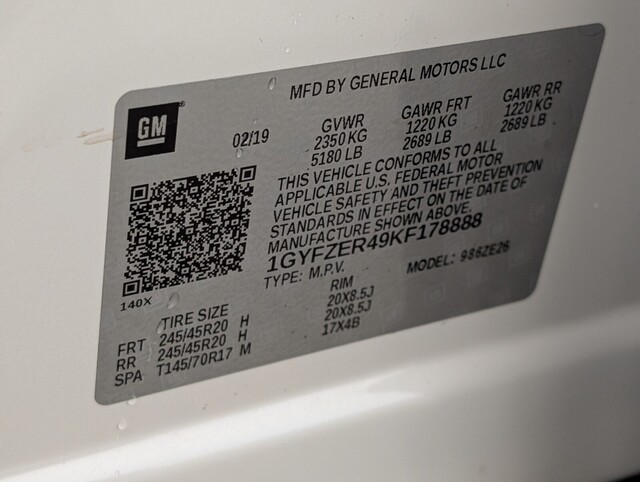 MFD BY GENERAL MOTORS LLC
GM
02/19
GVWR GAWR FRT GAWR RR
2350 KG 1220 KG 1220 KG
5180 LB 2689 LB 2689 LB
THIS VEHICLE CONFORMS TO ALL
APPLICABLE U.S. FEDERAL MOTOR
VEHICLE SAFETY AND THEFT PREVENTION
STANDARDS IN EFFECT ON THE DATE OF
MANUFACTURE SHOWN ABOVE.
1GYFZER49KF178888
TYPE: M.P.V. MODEL: 986ZE26
140X
TIRE SIZE RIM
FRT 245/45R20 H 20X8.5J
RR 245/45R20 H 20X8.5J
SPA T145/70R17 M 17X4B